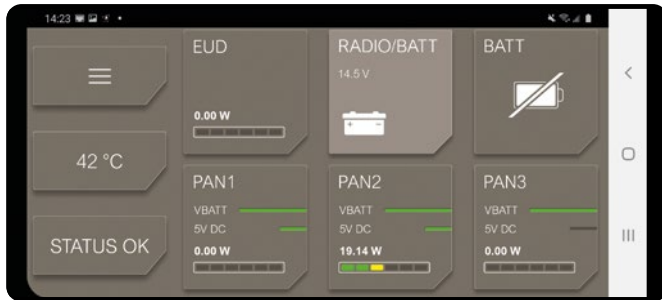 14:23
EUD
0.00 W
RADIO/BATT
14.5 V
+ -
BATT
42 °C
STATUS OK
PAN1
VBATT
5V DC
0.00 W
PAN2
VBATT
5V DC
19.14 W
PAN3
VBATT
5V DC
0.00 W